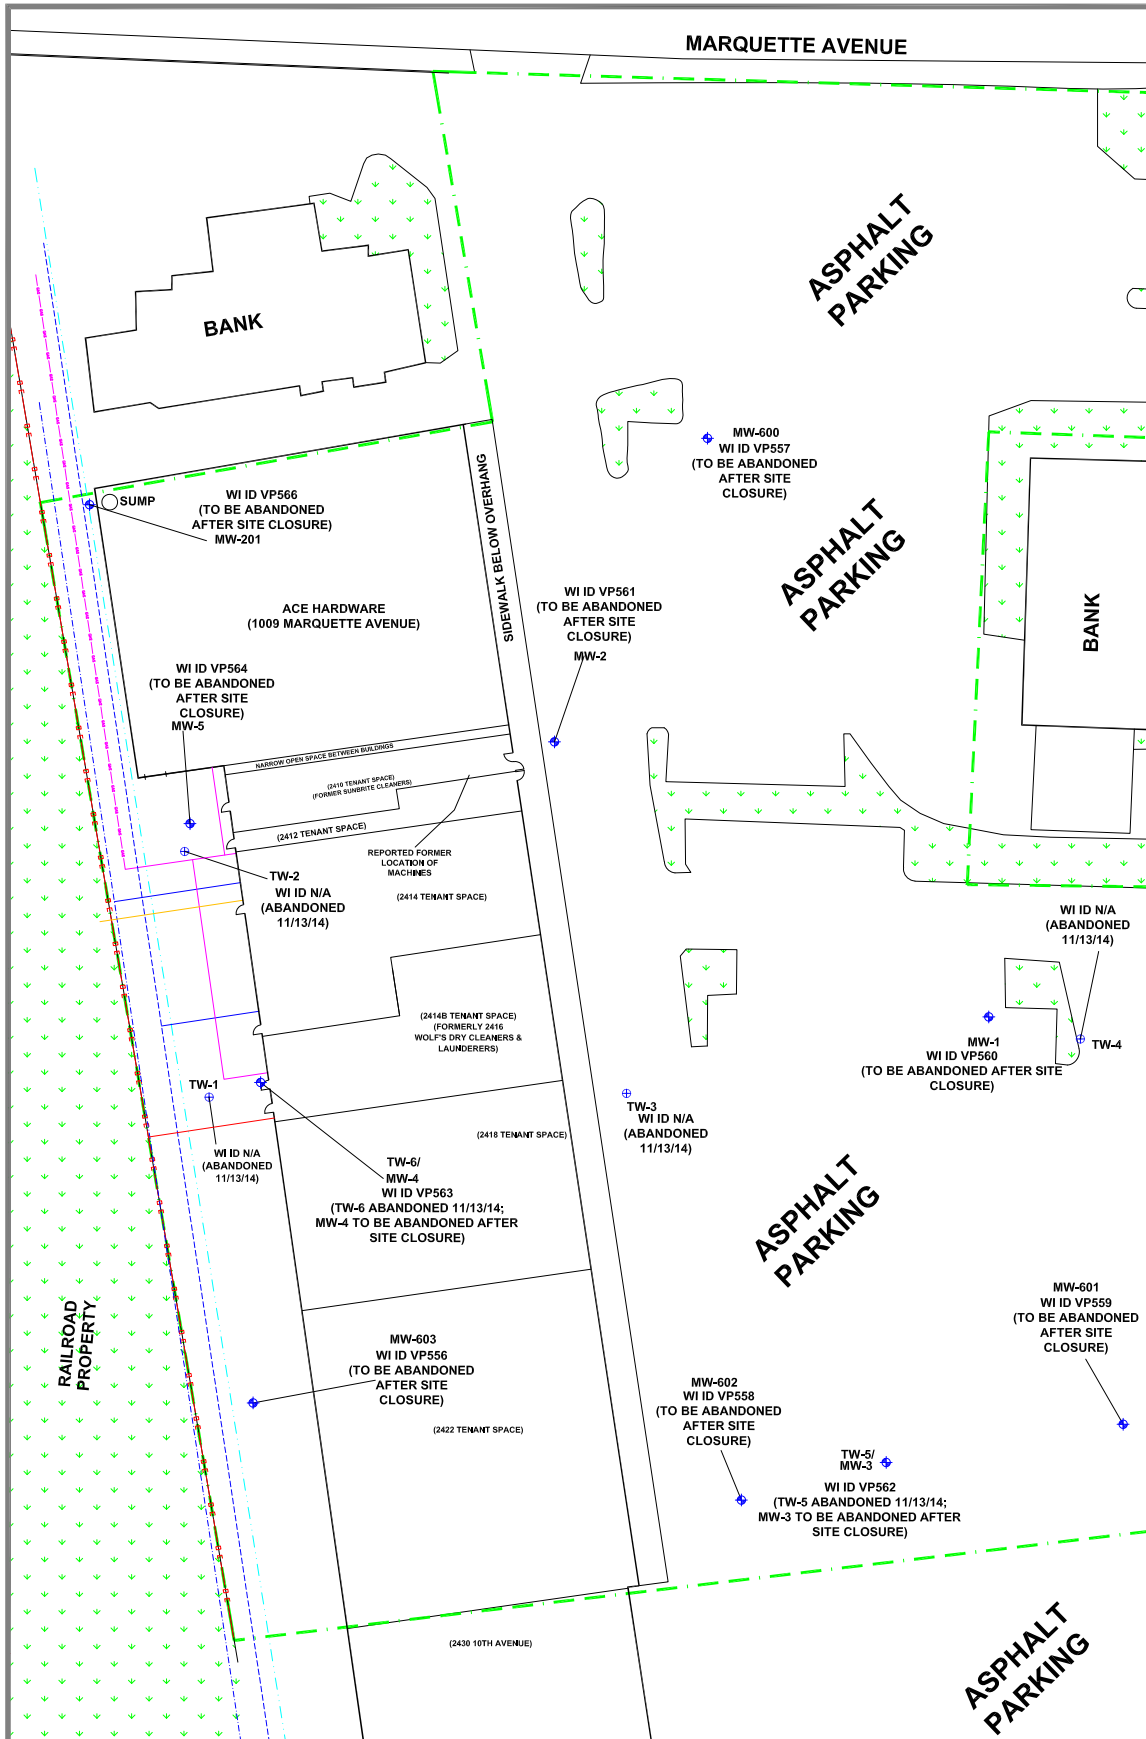 MARQUETTE AVENUE
ASPHALT
PARKING
BANK
MW-600
WI ID VP557
(TO BE ABANDONED
AFTER SITE
CLOSURE)
SUMP
WI ID VP566
(TO BE ABANDONED
AFTER SITE CLOSURE)
MW-201
SIDEWALK BELOW OVERHANG
ASPHALT
PARKING
ACE HARDWARE
(1009 MARQUETTE AVENUE)
WI ID VP561
(TO BE ABANDONED
AFTER SITE
CLOSURE)
MW-2
BANK
WI ID VP564
(TO BE ABANDONED
AFTER SITE
CLOSURE)
MW-5
NARROW OPEN SPACE BETWEEN BUILDINGS
(2410 TENANT SPACE)
(FORMER SUNBRITE CLEANERS)
(2412 TENANT SPACE)
REPORTED FORMER
LOCATION OF
MACHINES
TW-2
WI ID N/A
(ABANDONED
11/13/14)
(2414 TENANT SPACE)
WI ID N/A
(ABANDONED
11/13/14)
TW-4
(2414B TENANT SPACE)
(FORMERLY 2416
WOLF'S DRY CLEANERS &
LAUNDERERS)
MW-1
WI ID VP560
(TO BE ABANDONED AFTER SITE
CLOSURE)
TW-1
WI ID N/A
(ABANDONED
11/13/14)
TW-3
WI ID N/A
(ABANDONED
11/13/14)
(2418 TENANT SPACE)
TW-6/
MW-4
WI ID VP563
(TW-6 ABANDONED 11/13/14;
MW-4 TO BE ABANDONED AFTER
SITE CLOSURE)
ASPHALT
PARKING
RAILROAD
PROPERTY
MW-603
WI ID VP556
(TO BE ABANDONED
AFTER SITE
CLOSURE)
MW-601
WI ID VP559
(TO BE ABANDONED
AFTER SITE
CLOSURE)
MW-602
WI ID VP558
(TO BE ABANDONED
AFTER SITE
CLOSURE)
(2422 TENANT SPACE)
TW-5/
MW-3
WI ID VP562
(TW-5 ABANDONED 11/13/14;
MW-3 TO BE ABANDONED AFTER
SITE CLOSURE)
(2430 10TH AVENUE)
ASPHALT
PARKING